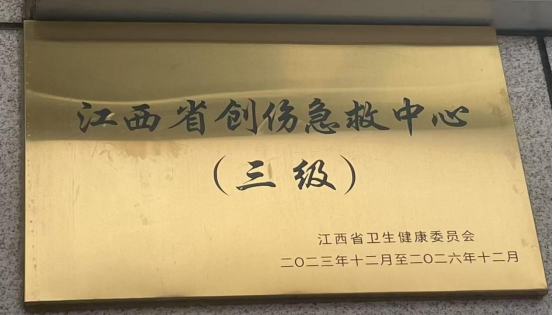 江西省创伤急救中心
（三级）
江西省卫生健康委员会
二〇二三年十二月至二〇二六年十二月